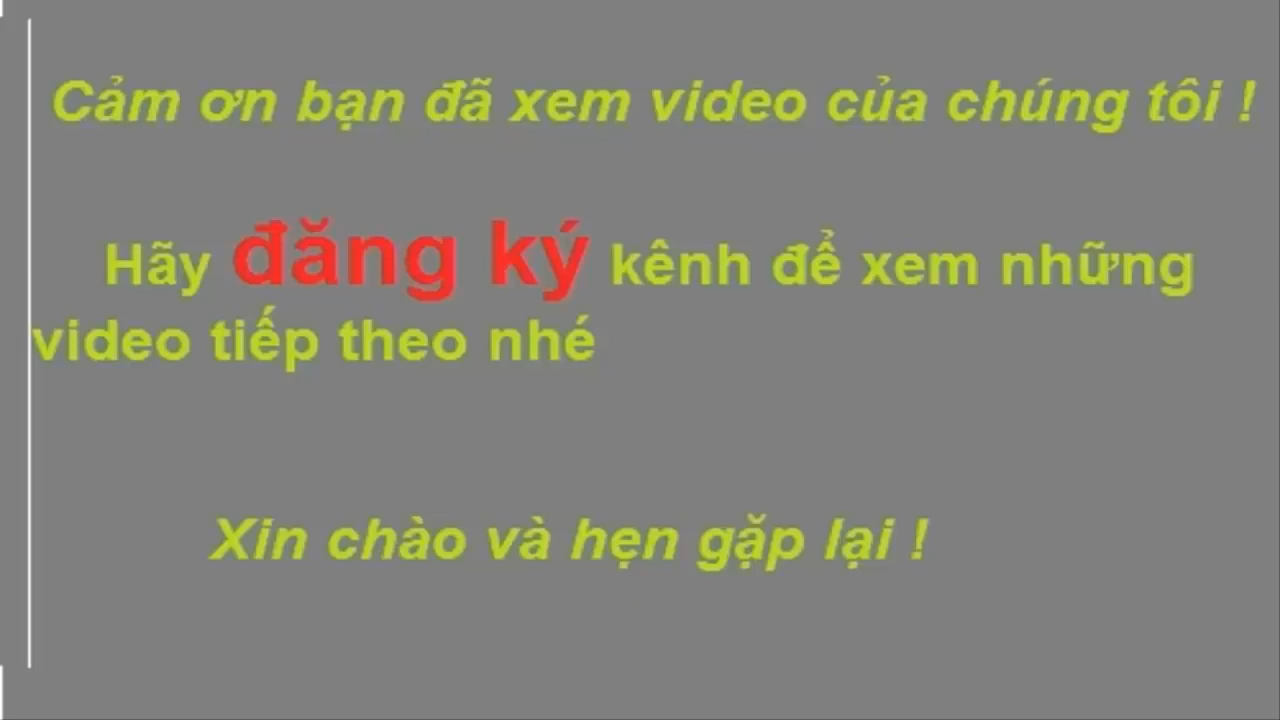 Cảm ơn bạn đã xem video của chúng tôi !
Hãy đăng ký kênh để xem những
video tiếp theo nhé
Xin chào và hẹn gặp lại !